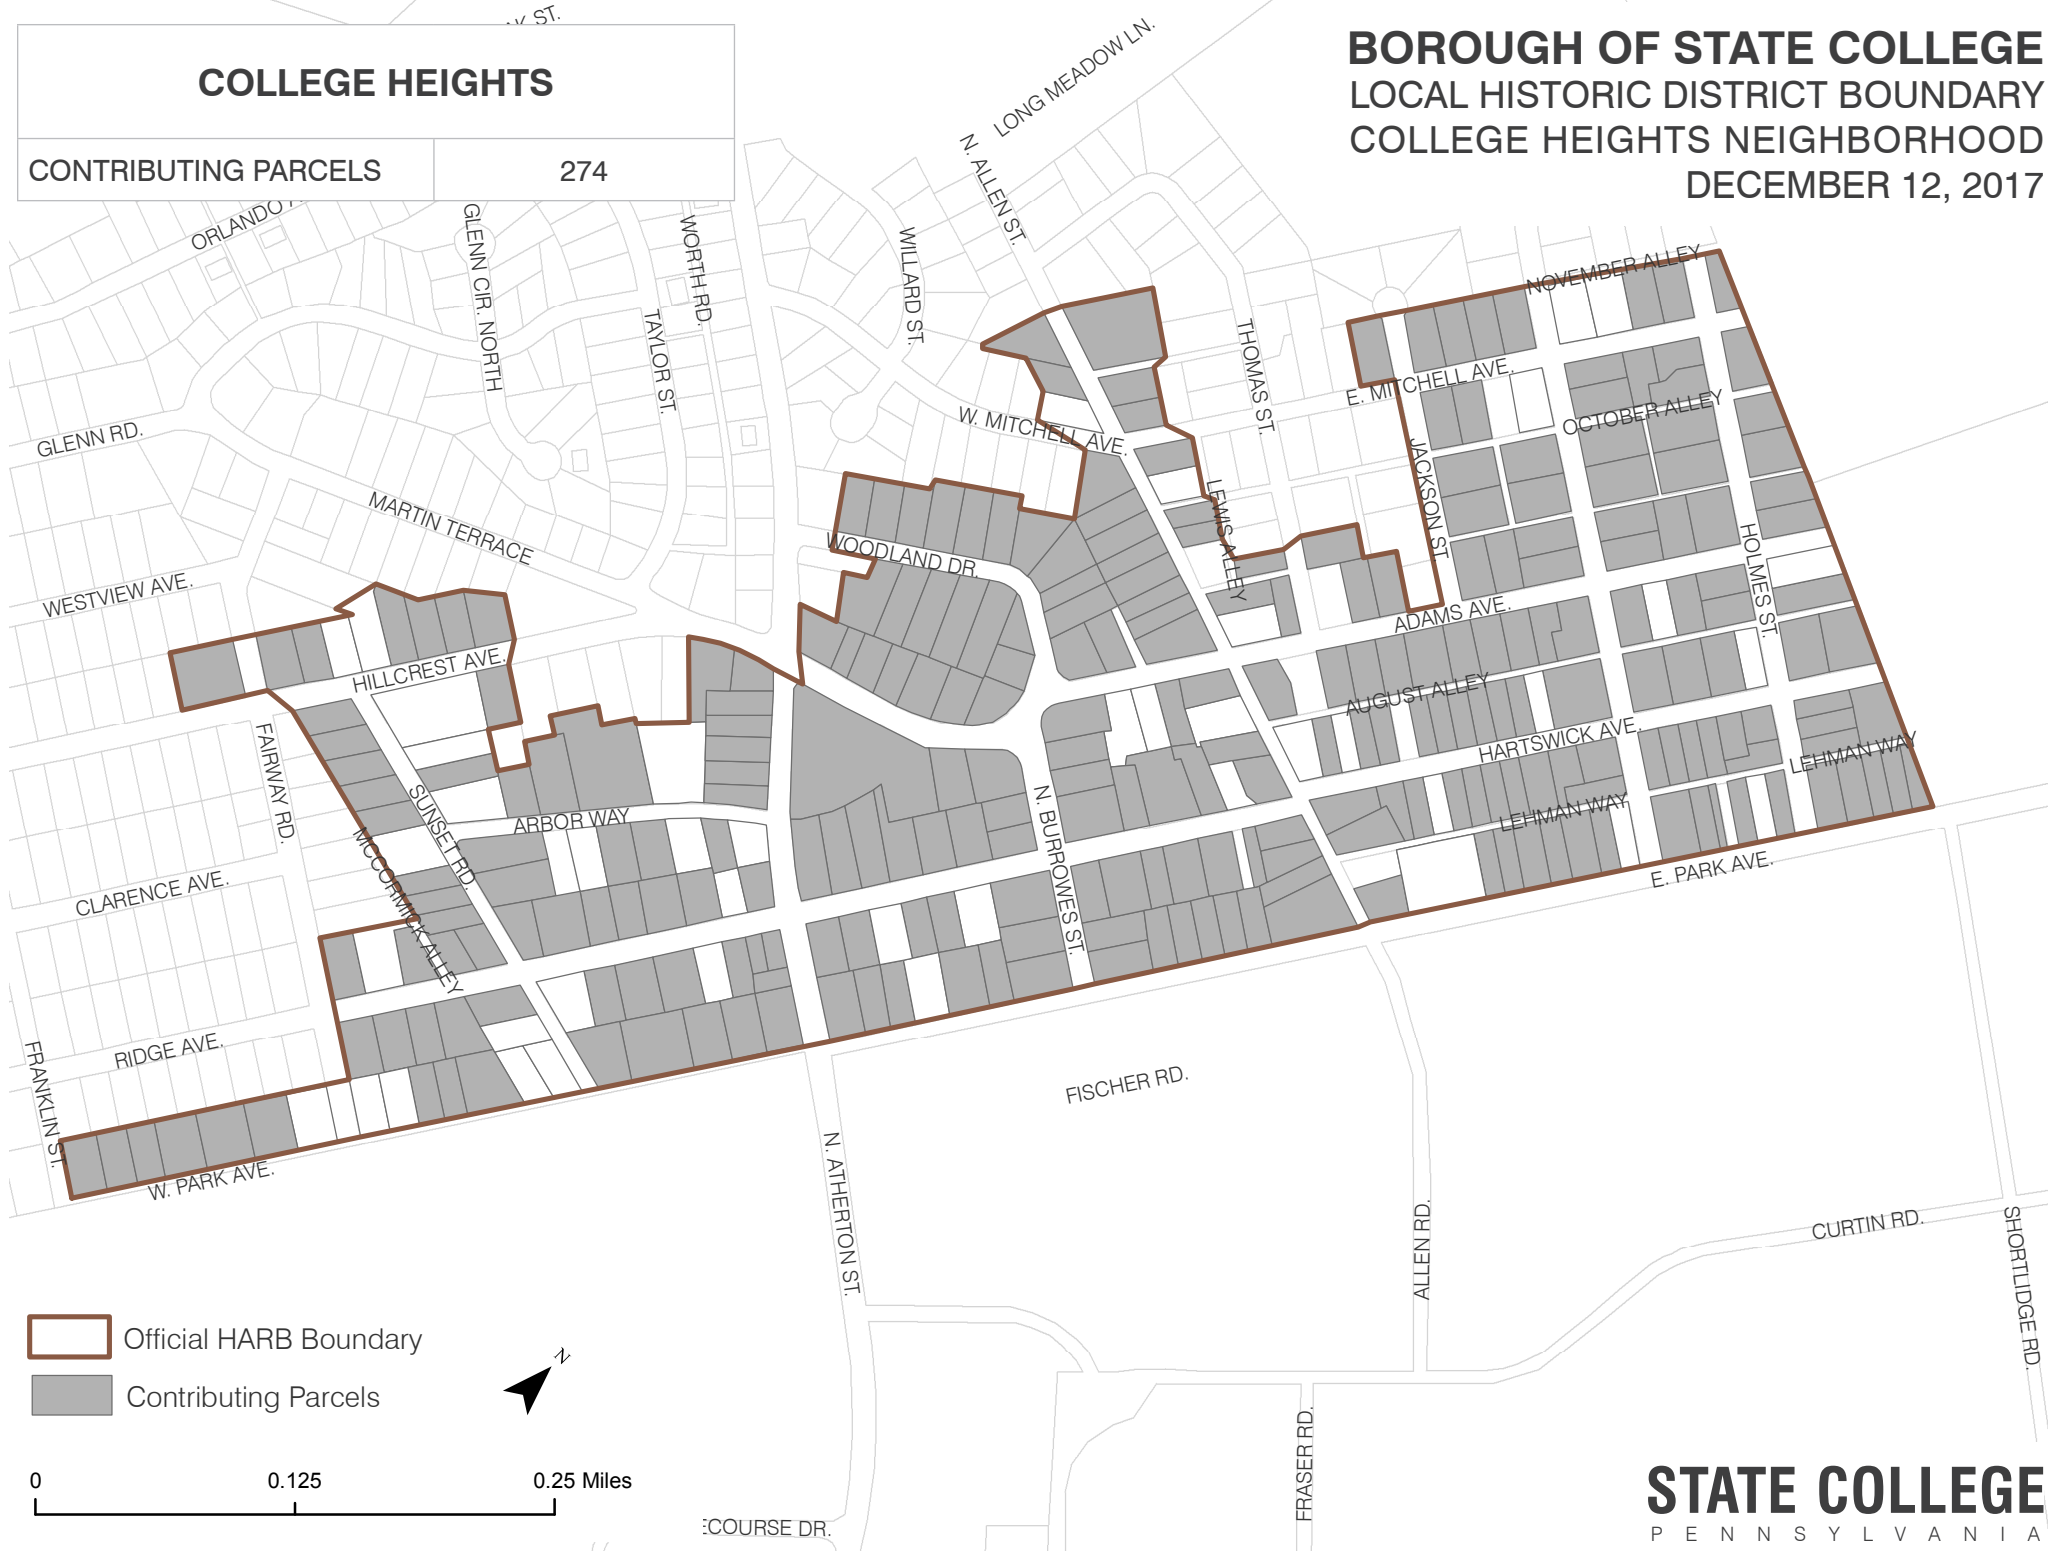 COLLEGE HEIGHTS
CONTRIBUTING PARCELS 274
BOROUGH OF STATE COLLEGE
LOCAL HISTORIC DISTRICT BOUNDARY
COLLEGE HEIGHTS NEIGHBORHOOD
DECEMBER 12, 2017
ST.
LONG MEADOW LN.
N. ALLEN ST.
ORLANDO
GLENN CIR. NORTH
WORTH RD.
WILLARD ST.
TAYLOR ST.
THOMAS ST.
NOVEMBER ALLEY
E. MITCHELL AVE.
OCTOBER ALLEY
W. MITCHELL AVE.
GLENN RD.
MARTIN TERRACE
WOODLAND DR.
LEWIS ALLEY
JACKSON ST.
HOLMES ST.
WESTVIEW AVE.
HILLCREST AVE.
ADAMS AVE.
AUGUST ALLEY
HARTSWICK AVE.
LEHMAN WAY
LEHMAN WAY
FAIRWAY RD.
SUNSET RD.
ARBOR WAY
MCCORMICK ALLEY
N. BURROWES ST.
E. PARK AVE.
CLARENCE AVE.
RIDGE AVE.
FRANKLIN ST.
W. PARK AVE.
FISCHER RD.
N. ATHERTON ST.
ALLEN RD.
CURTIN RD.
SHORTLIDGE RD.
FRASER RD.
ECOURSE DR.
Official HARB Boundary
Contributing Parcels
N
0 0.125 0.25 Miles
STATE COLLEGE
PENNSYLVANIA